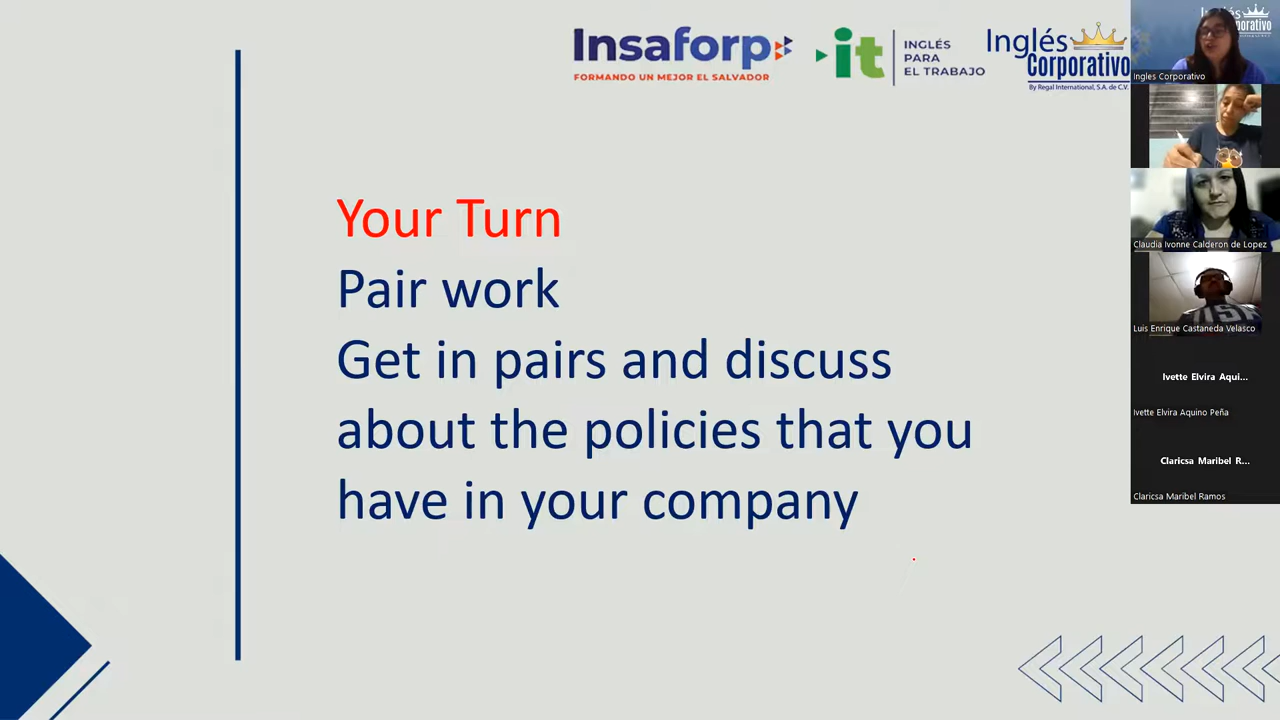 Insaforp
FORMANDO UN MEJOR EL SALVADOR
it
INGLÉS
PARA
EL TRABAJO
Inglés
Corporativo
By Regal International, S.A. de C.V.
Your Turn
Pair work
Get in pairs and discuss
about the policies that you
have in your company
Ingles Corporativo
Claudia Ivonne Calderon de Lopez
Luis Enrique Castaneda Velasco
Ivette Elvira Aqui...
Ivette Elvira Aquino Peña
Claricsa Maribel R...
Claricsa Maribel Ramos